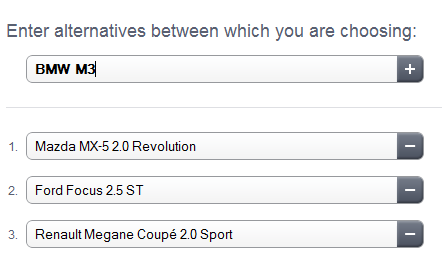 Enter alternatives between which you are choosing:
BMW M3
+
1. Mazda MX-5 2.0 Revolution −
2. Ford Focus 2.5 ST −
3. Renault Megane Coupé 2.0 Sport −